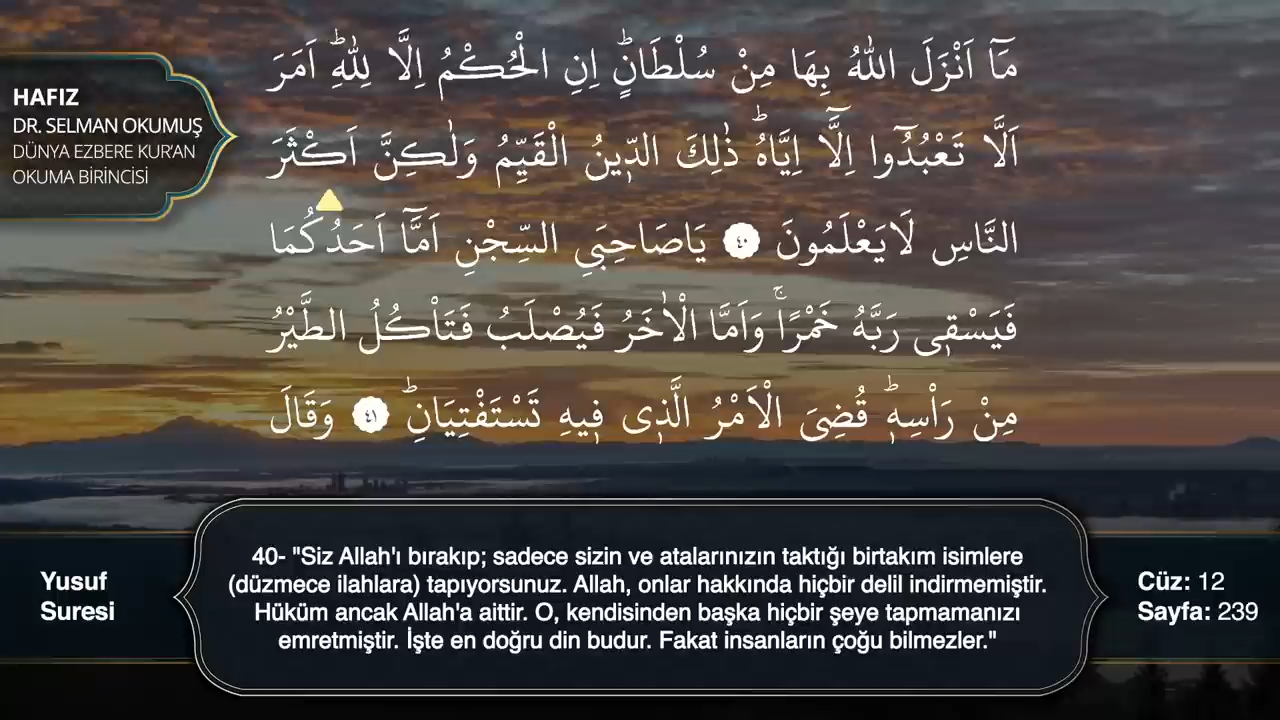 HAFIZ
DR. SELMAN OKUMUŞ
DÜNYA EZBERE KUR'AN
OKUMA BİRİNCİSİ
مَٓا اَنْزَلَ اللّٰهُ بِهَا مِنْ سُلْطَانٍۜ اِنِ الْحُكْمُ اِلَّا لِلّٰهِۜ اَمَرَ
اَلَّا تَعْبُدُٓوا اِلَّٓا اِيَّاهُۜ ذٰلِكَ الدّ۪ينُ الْقَيِّمُ وَلٰكِنَّ اَكْثَرَ
النَّاسِ لَا يَعْلَمُونَ ﴿٤٠﴾ يَاصَاحِبَيِ السِّجْنِ اَمَّٓا اَحَدُكُمَا
فَيَسْق۪ى رَبَّهُ خَمْرًاۚ وَاَمَّا الْاٰخَرُ فَيُصْلَبُ فَتَأْكُلُ الطَّيْرُ
مِنْ رَأْسِه۪ۜ قُضِىَ الْاَمْرُ الَّذ۪ى ف۪يهِ تَسْتَفْتِيَانِۜ ﴿٤١﴾ وَقَالَ
Yusuf
Suresi
40- "Siz Allah'ı bırakıp; sadece sizin ve atalarınızın taktığı birtakım isimlere
(düzmece ilahlara) tapıyorsunuz. Allah, onlar hakkında hiçbir delil indirmemiştir.
Hüküm ancak Allah'a aittir. O, kendisinden başka hiçbir şeye tapmamanızı
emretmiştir. İşte en doğru din budur. Fakat insanların çoğu bilmezler."
Cüz: 12
Sayfa: 239